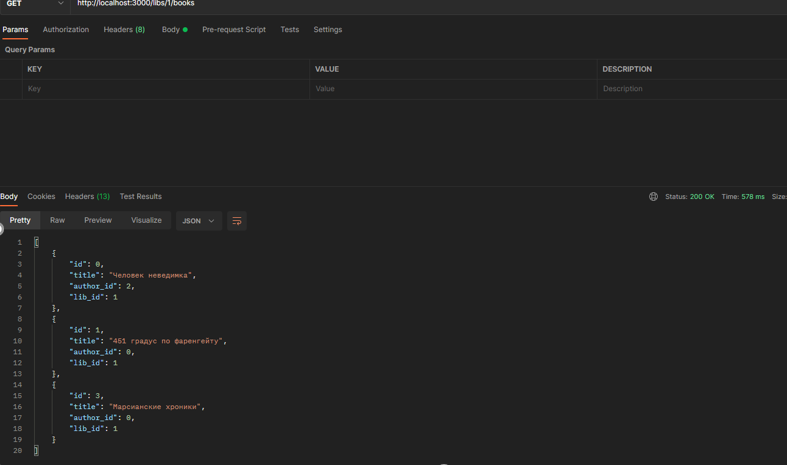 GET http://localhost:3000/libs/1/books
Params Authorization Headers (8) Body Pre-request Script Tests Settings
Query Params
KEY VALUE DESCRIPTION
Key Value Description
Body Cookies Headers (13) Test Results Status: 200 OK Time: 578 ms Size:
Pretty Raw Preview Visualize JSON
1 [
2 {
3 "id": 0,
4 "title": "Человек неведимка",
5 "author_id": 2,
6 "lib_id": 1
7 },
8 {
9 "id": 1,
10 "title": "451 градус по фаренгейту",
11 "author_id": 0,
12 "lib_id": 1
13 },
14 {
15 "id": 3,
16 "title": "Марсианские хроники",
17 "author_id": 0,
18 "lib_id": 1
19 }
20 ]